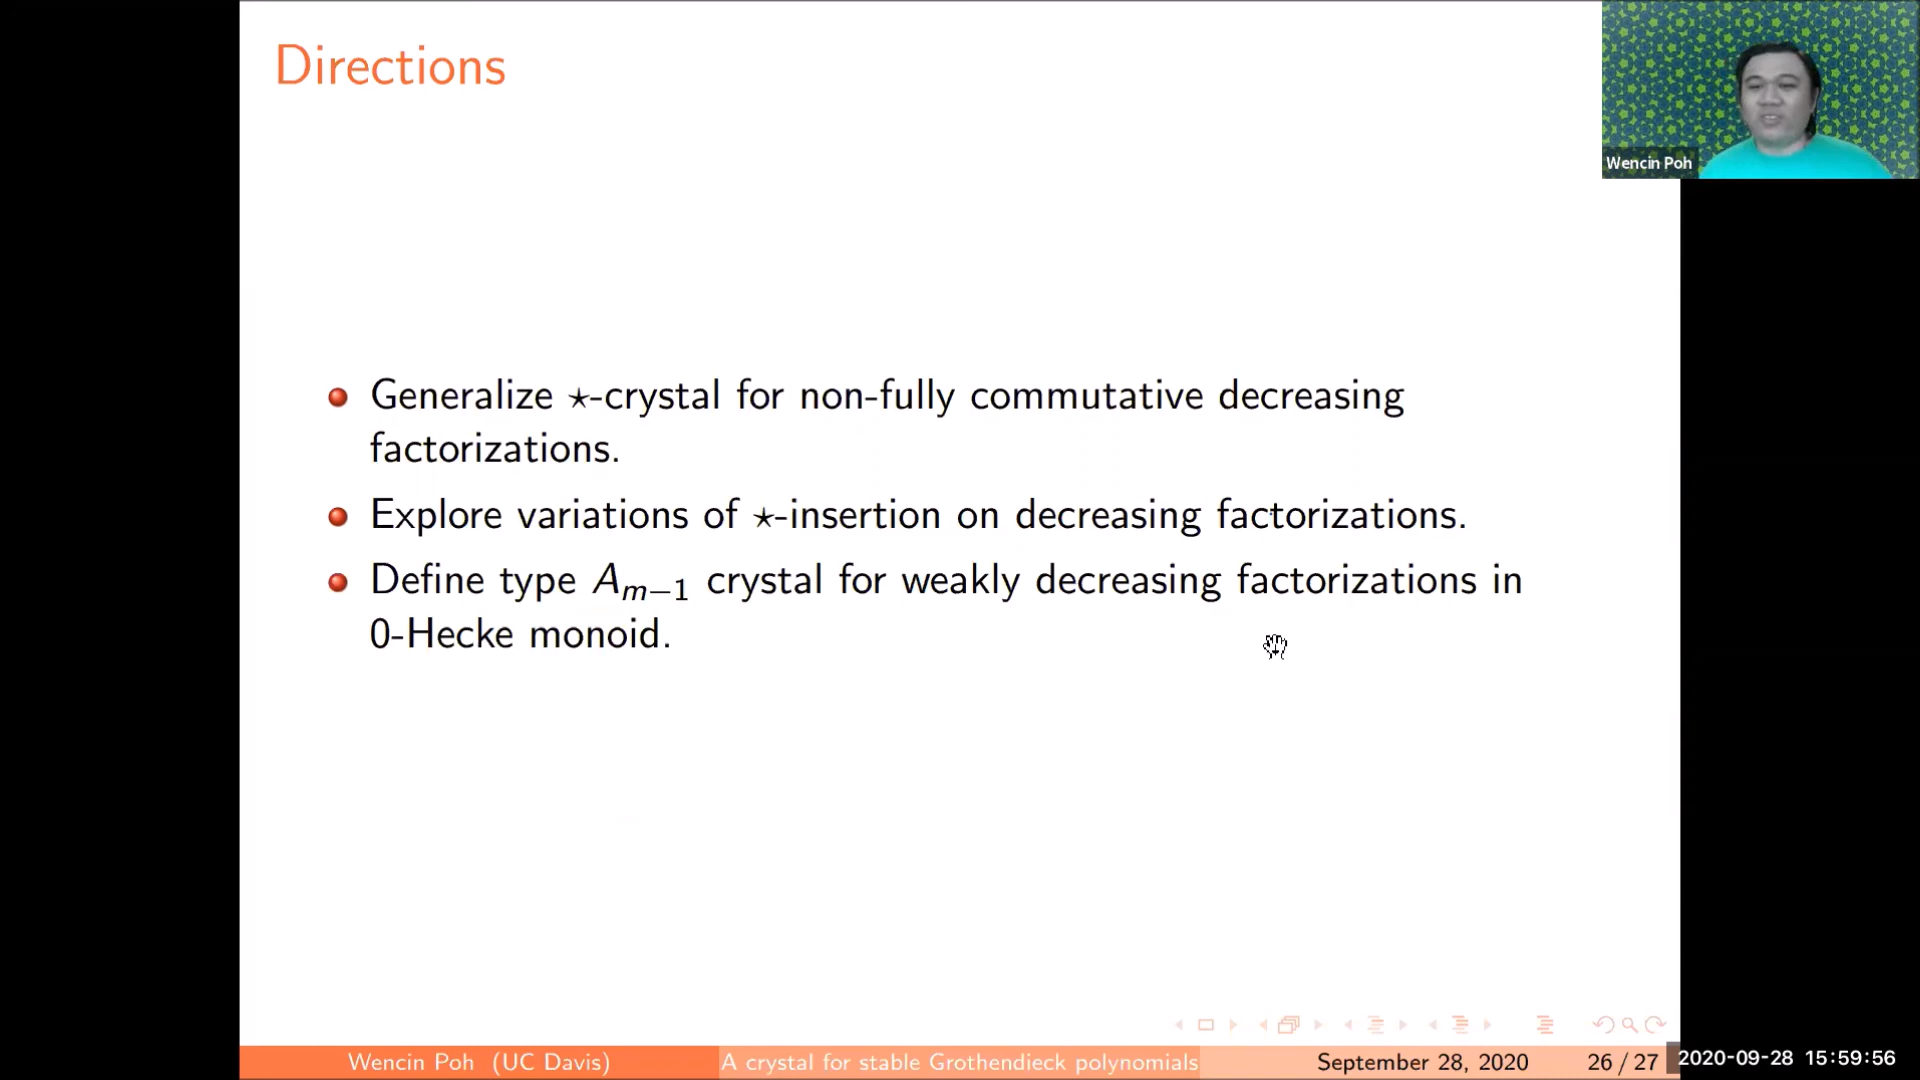 Directions
Wencin Poh
Generalize ⋆-crystal for non-fully commutative decreasing
factorizations.
Explore variations of ⋆-insertion on decreasing factorizations.
Define type A_{m−1} crystal for weakly decreasing factorizations in
0-Hecke monoid.
Wencin Poh (UC Davis) A crystal for stable Grothendieck polynomials September 28, 2020 26 / 27
2020-09-28 15:59:56